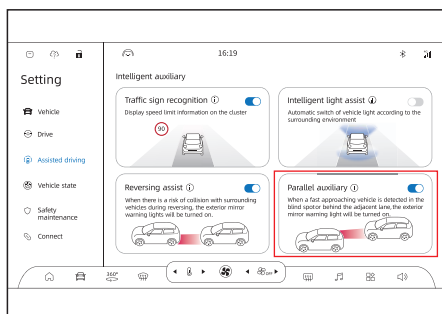 16:19
Setting
Intelligent auxiliary
Vehicle
Drive
Assisted driving
Vehicle state
Safety
maintenance
Connect
Traffic sign recognition
Display speed limit information on the cluster
90
Intelligent light assist
Automatic switch of vehicle light according to the
surrounding environment
Reversing assist
When there is a risk of collision with surrounding
vehicles during reversing, the exterior mirror
warning lights will be turned on.
Parallel auxiliary
When a fast approaching vehicle is detected in the
blind spotor behind the adjacent lane, the exterior
mirror warning light will be turned on.
360°
OFF